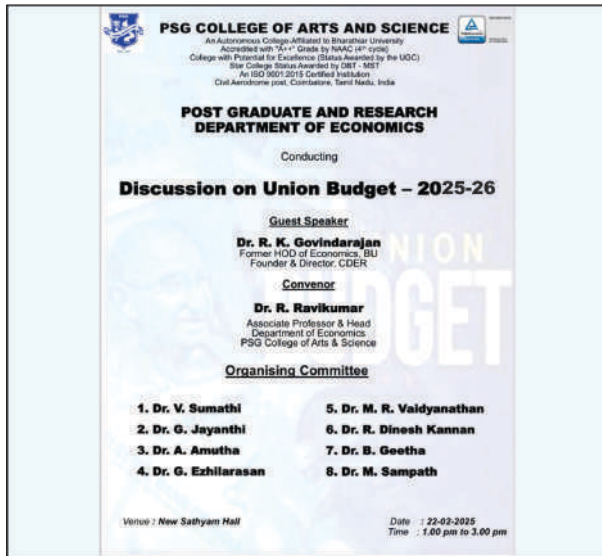 PSG
PSG COLLEGE OF ARTS AND SCIENCE
An Autonomous College-Affiliated to Bharathiar University
Accredited with "A++" Grade by NAAC (4th cycle)
College with Potential for Excellence (Status Awarded by the UGC)
Star College Status Awarded by DBT - MST
An ISO 9001:2015 Certified Institution
Civil Aerodrome post, Coimbatore, Tamil Nadu, India
POST GRADUATE AND RESEARCH
DEPARTMENT OF ECONOMICS
Conducting
Discussion on Union Budget – 2025-26
Guest Speaker
Dr. R. K. Govindarajan
Former HOD of Economics, BU
Founder & Director, CDER
UNION
Convenor
Dr. R. Ravikumar
Associate Professor & Head
Department of Economics
PSG College of Arts & Science
Organising Committee
1. Dr. V. Sumathi
2. Dr. G. Jayanthi
3. Dr. A. Amutha
4. Dr. G. Ezhilarasan
5. Dr. M. R. Vaidyanathan
6. Dr. R. Dinesh Kannan
7. Dr. B. Geetha
8. Dr. M. Sampath
Venue : New Sathyam Hall
Date : 22-02-2025
Time : 1.00 pm to 3.00 pm